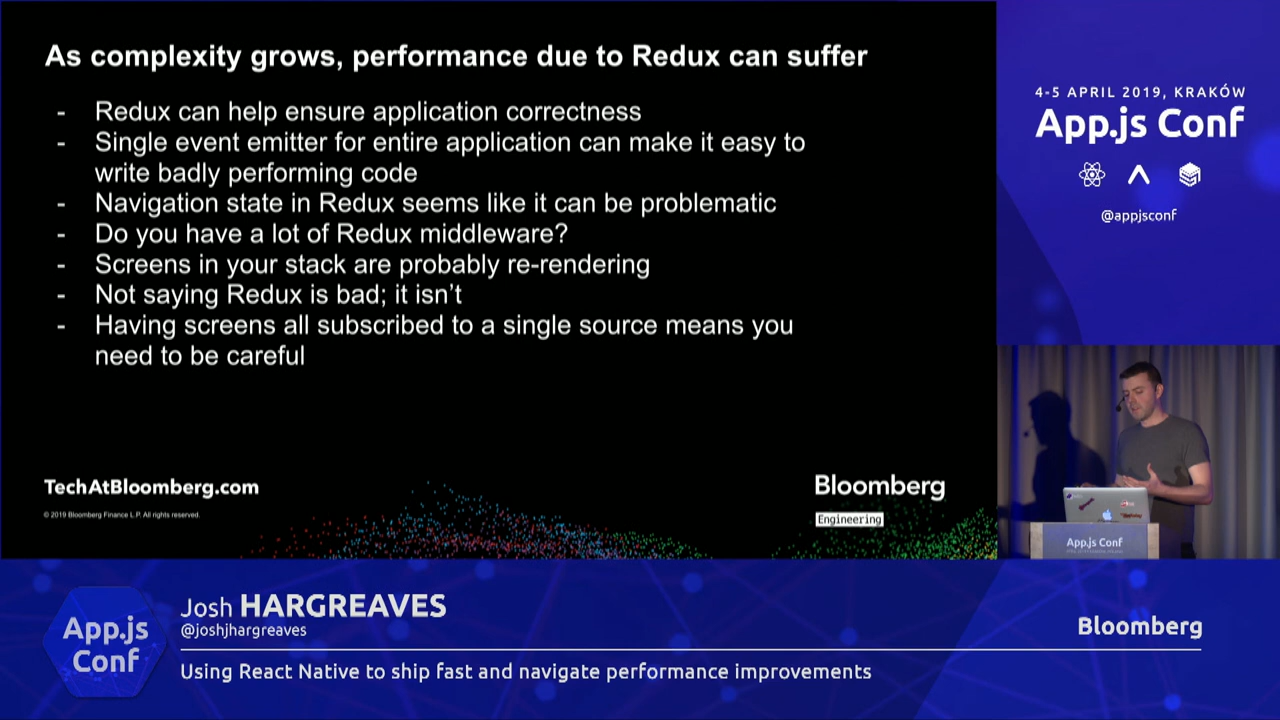 As complexity grows, performance due to Redux can suffer
- Redux can help ensure application correctness
- Single event emitter for entire application can make it easy to
write badly performing code
- Navigation state in Redux seems like it can be problematic
- Do you have a lot of Redux middleware?
- Screens in your stack are probably re-rendering
- Not saying Redux is bad; it isn’t
- Having screens all subscribed to a single source means you
need to be careful
TechAtBloomberg.com
© 2019 Bloomberg Finance L.P. All rights reserved.
Bloomberg
Engineering
4-5 APRIL 2019, KRAKÓW
App.js Conf
@appjsconf
App.js Conf
App.js
Conf
Josh HARGREAVES
@joshjhargreaves
Bloomberg
Using React Native to ship fast and navigate performance improvements